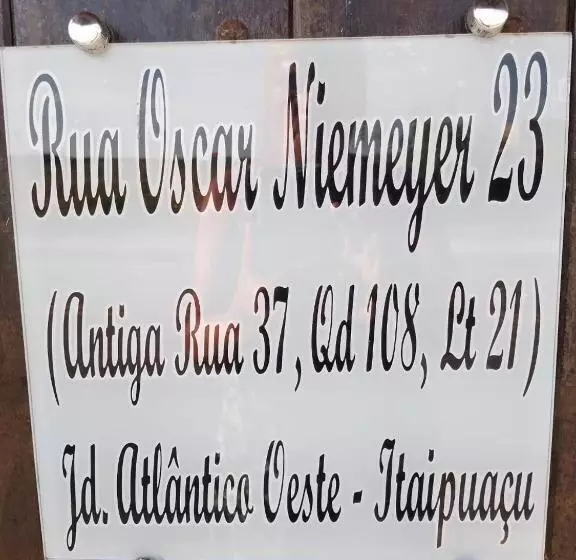 Rua Oscar Niemeyer 23
(Antiga Rua 37, Qd 108, Lt 21)
Jd. Atlântico Oeste - Itaipuaçu